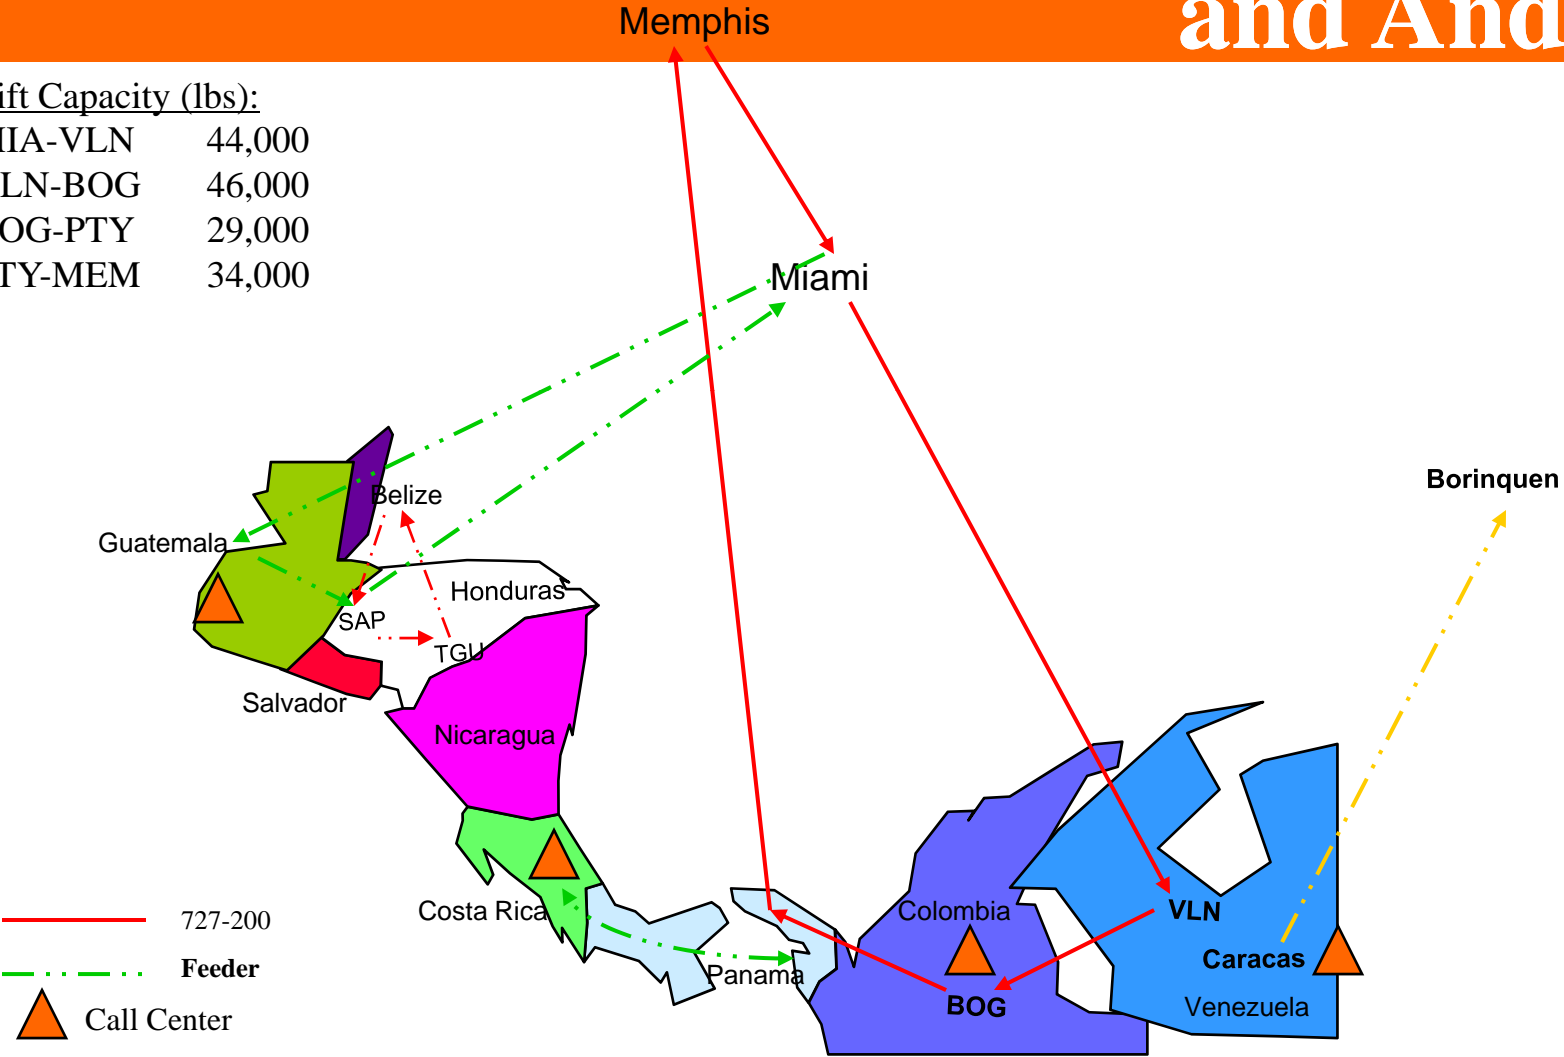 Memphis
and And
ift Capacity (lbs):
IIA-VLN 44,000
LN-BOG 46,000
OG-PTY 29,000
TY-MEM 34,000
Miami
Borinquen
Belize
Guatemala
Honduras
SAP
TGU
Salvador
Nicaragua
Costa Rica
Colombia
VLN
Caracas
Panama
BOG
Venezuela
727-200
Feeder
Call Center